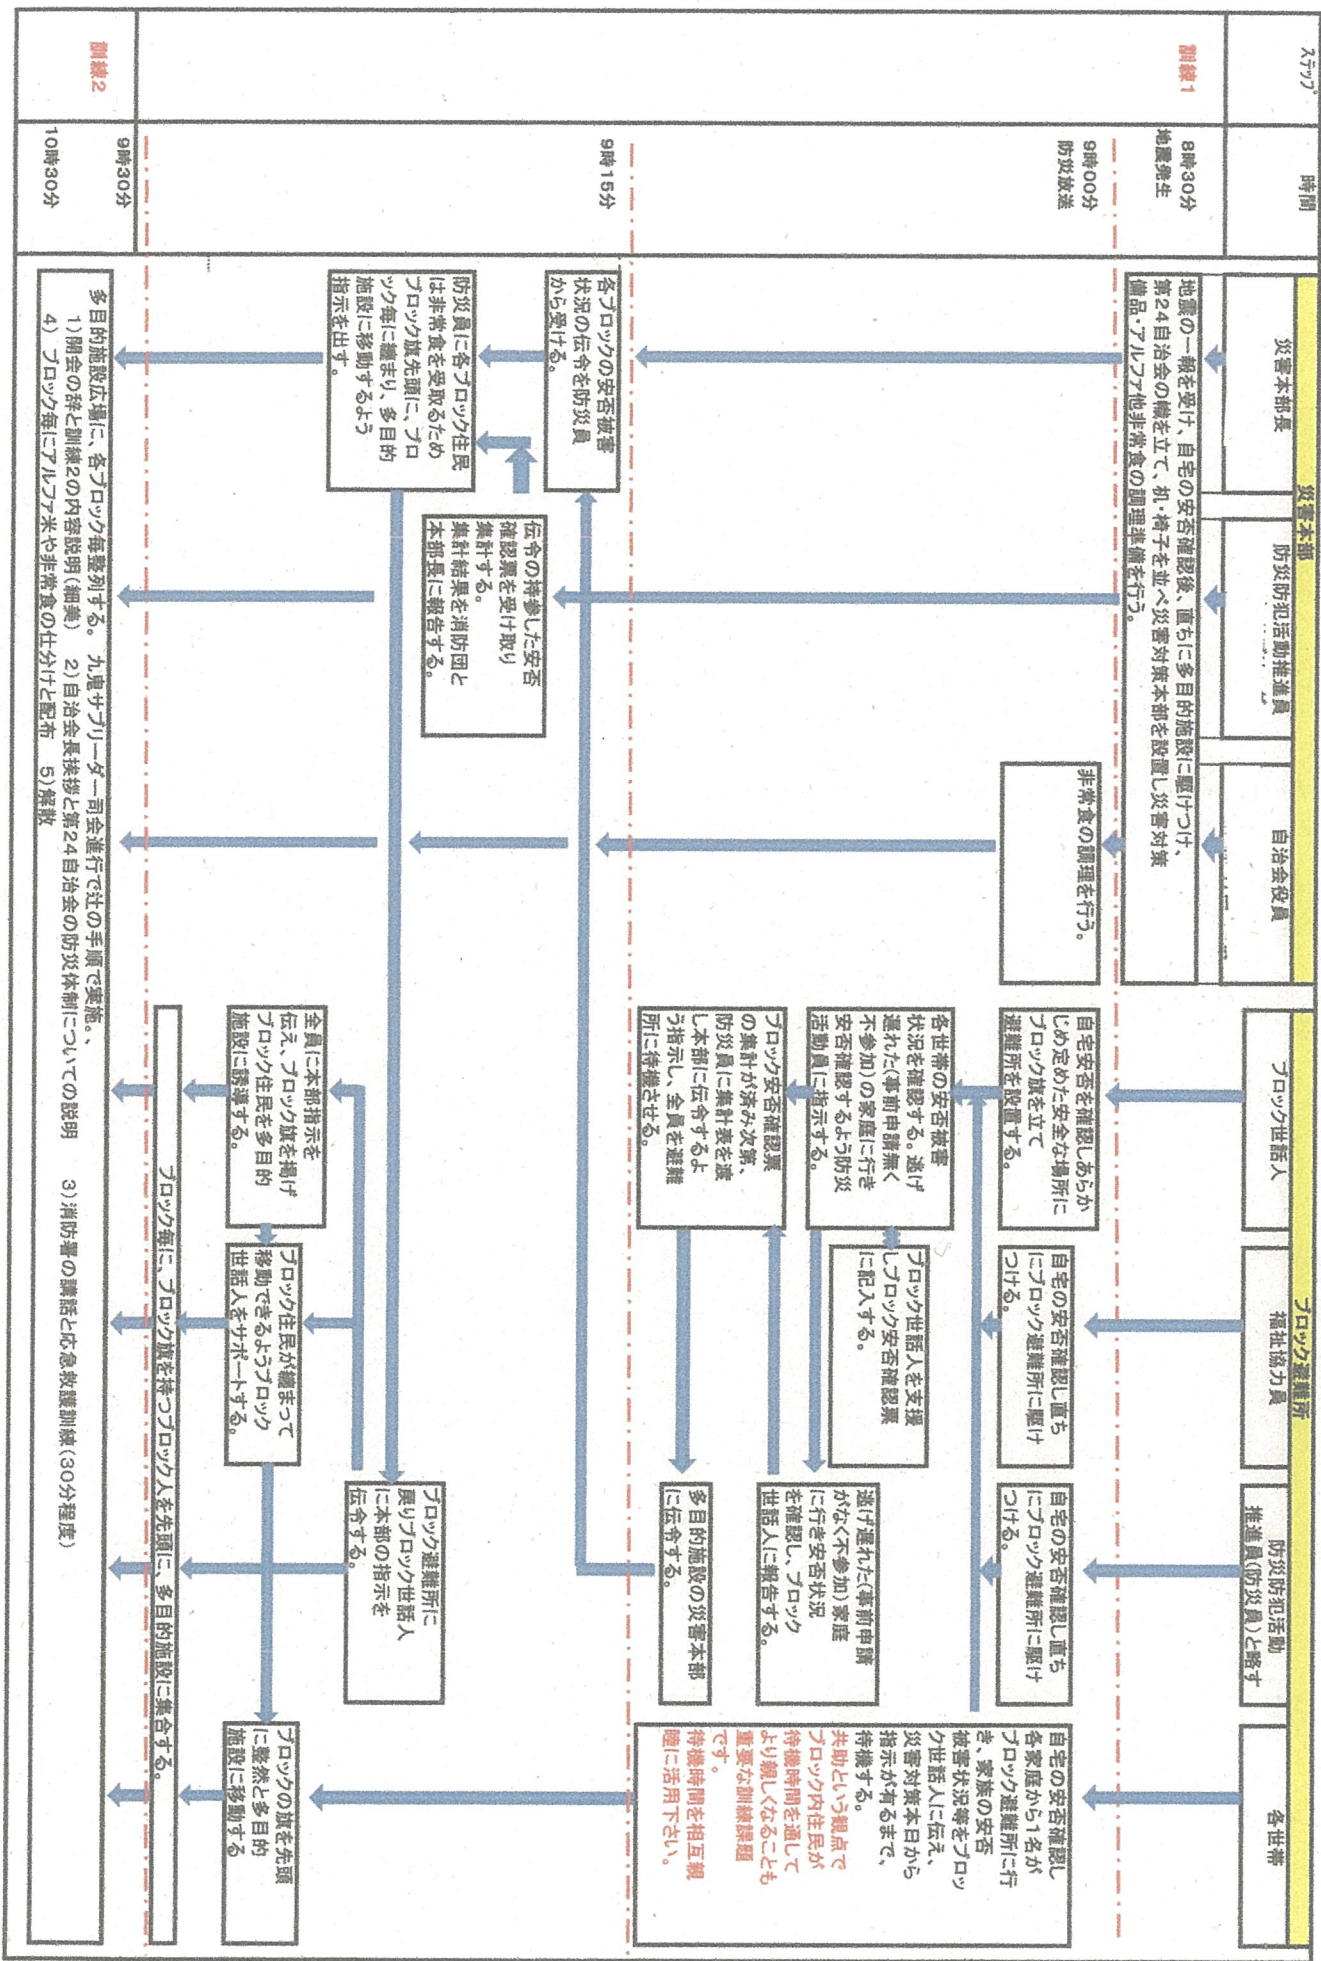 ステップ
時間
災害本部
ブロック避難所
災害本部長
防災防犯活動推進員
自治会役員
ブロック世話人
福祉協力員
防災防犯活動
推進員(防災員)と略す
各世帯
訓練1
8時30分
地震発生
地震の一報を受け、自宅の安否確認後、直ちに多目的施設に駆けつけ、
第24自治会の幟を立て、机・椅子を並べ災害対策本部を設置し災害対策
備品・アルファ他非常食の調理準備を行う。
9時00分
防災放送
非常食の調理を行う。
自宅安否を確認しあらか
じめ定めた安全な場所に
ブロック旗を立て
避難所を設置する。
自宅の安否確認し直ち
にブロック避難所に駆け
つける。
自宅の安否確認し直ち
にブロック避難所に駆け
つける。
自宅の安否確認し
各家庭から1名が
ブロック避難所に行
き、家族の安否
被害状況等をブロッ
ク世話人に伝え、
災害対策本日から
指示が有るまで、
待機する。
共助という観点で
ブロック内住民が
待機時間を通して
より親しくなることも
重要な訓練課題
です。
待機時間を相互親
睦に活用下さい。
各世帯の安否被害
状況を確認する。逃げ
遅れた(事前申請無く
不参加)の家庭に行き
安否確認するよう防災
活動員に指示する。
ブロック世話人を支援
しブロック安否確認票
に記入する。
逃げ遅れた(事前申請
がなく不参加)家庭
に行き安否状況
を確認し、ブロック
世話人に報告する。
ブロック安否確認票
の集計が済み次第、
防災員に集計表を渡
し本部に伝令するよ
う指示し、全員を避難
所に待機させる。
多目的施設の災害本部
に伝令する。
9時15分
各ブロックの安否被害
状況の伝令を防災員
から受ける。
伝令の持参した安否
確認票を受け取り
集計する。
集計結果を消防団と
本部長に報告する。
防災員に各ブロック住民
は非常食を受取るため
ブロック旗先頭に、ブロ
ック毎に纏まり、多目的
施設に移動するよう
指示を出す。
ブロック避難所に
戻りブロック世話人
に本部の指示を
伝令する。
全員に本部指示を
伝え、ブロック旗を掲げ
ブロック住民を多目的
施設に誘導する。
ブロック住民が纏まって
移動できるようブロック
世話人をサポートする。
ブロックの旗を先頭
に整然と多目的
施設に移動する
ブロック毎に、ブロック旗を持つブロック人を先頭に、多目的施設に集合する。
訓練2
9時30分
10時30分
多目的施設広場に、各ブロック毎整列する。 九鬼サブリーダー司会進行で辻の手順で実施。、
1)開会の辞と訓練2の内容説明(細美) 2)自治会長挨拶と第24自治会の防災体制についての説明 3)消防署の講話と応急救護訓練(30分程度)
4) ブロック毎にアルファ米や非常食の仕分けと配布 5)解散